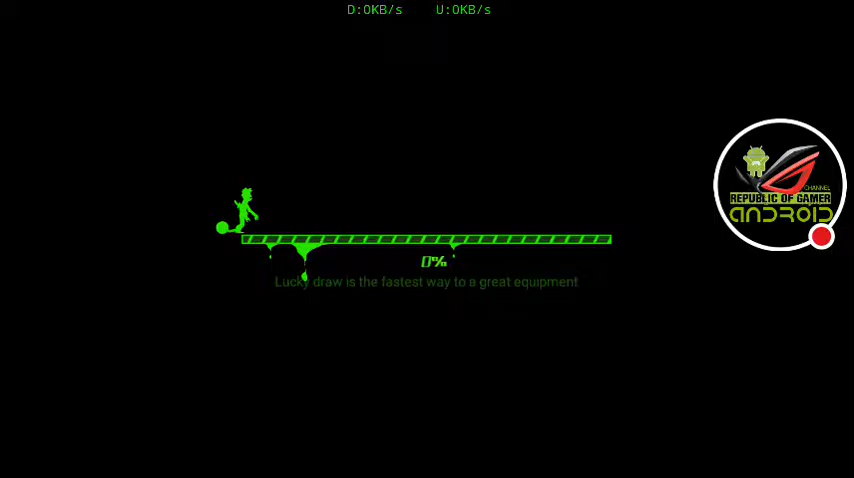 D:0KB/s U:0KB/s
CHANNEL
REPUBLIC OF GAMER
ANDROID
0%
Lucky draw is the fastest way to a great equipment